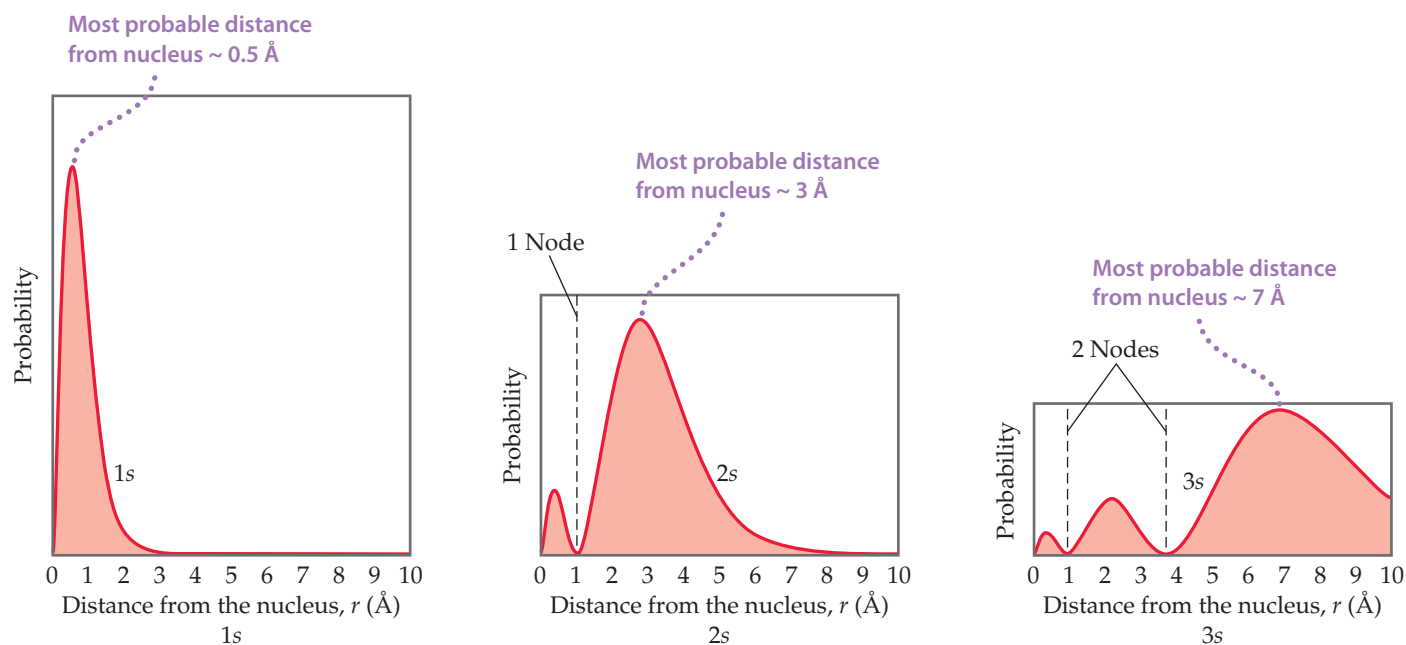 Most probable distance
from nucleus ~ 0.5 Å
Probability
1s
0 1 2 3 4 5 6 7 8 9 10
Distance from the nucleus, r (Å)
1s
Most probable distance
from nucleus ~ 3 Å
1 Node
Probability
2s
0 1 2 3 4 5 6 7 8 9 10
Distance from the nucleus, r (Å)
2s
Most probable distance
from nucleus ~ 7 Å
2 Nodes
Probability
3s
0 1 2 3 4 5 6 7 8 9 10
Distance from the nucleus, r (Å)
3s